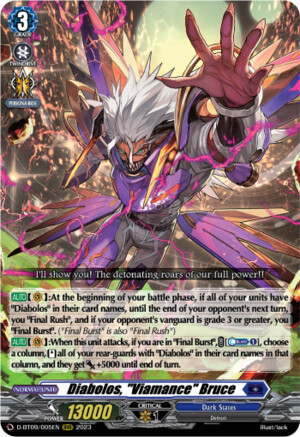 3
GRADE
TWINDRIVE
PERSONA RIDE
I'll show you! The detonating roars of our full power!!
AUTO [ ]:At the beginning of your battle phase, if all of your units have
"Diabolos" in their card names, until the end of your opponent's next turn,
you "Final Rush", and if your opponent's vanguard is grade 3 or greater, you
"Final Burst". ("Final Burst" is also "Final Rush")
AUTO [ ]:When this unit attacks, if you are in "Final Burst", [ ], choose
a column, [ ] all of your rear-guards with "Diabolos" in their card names in that
column, and they get +5000 until end of turn.
NORMAL UNIT
Diabolos, "Viamance" Bruce
POWER 13000
CRITICAL
1
Dark States
Demon
D-BT09/005EN RRR 2023
illust/lack